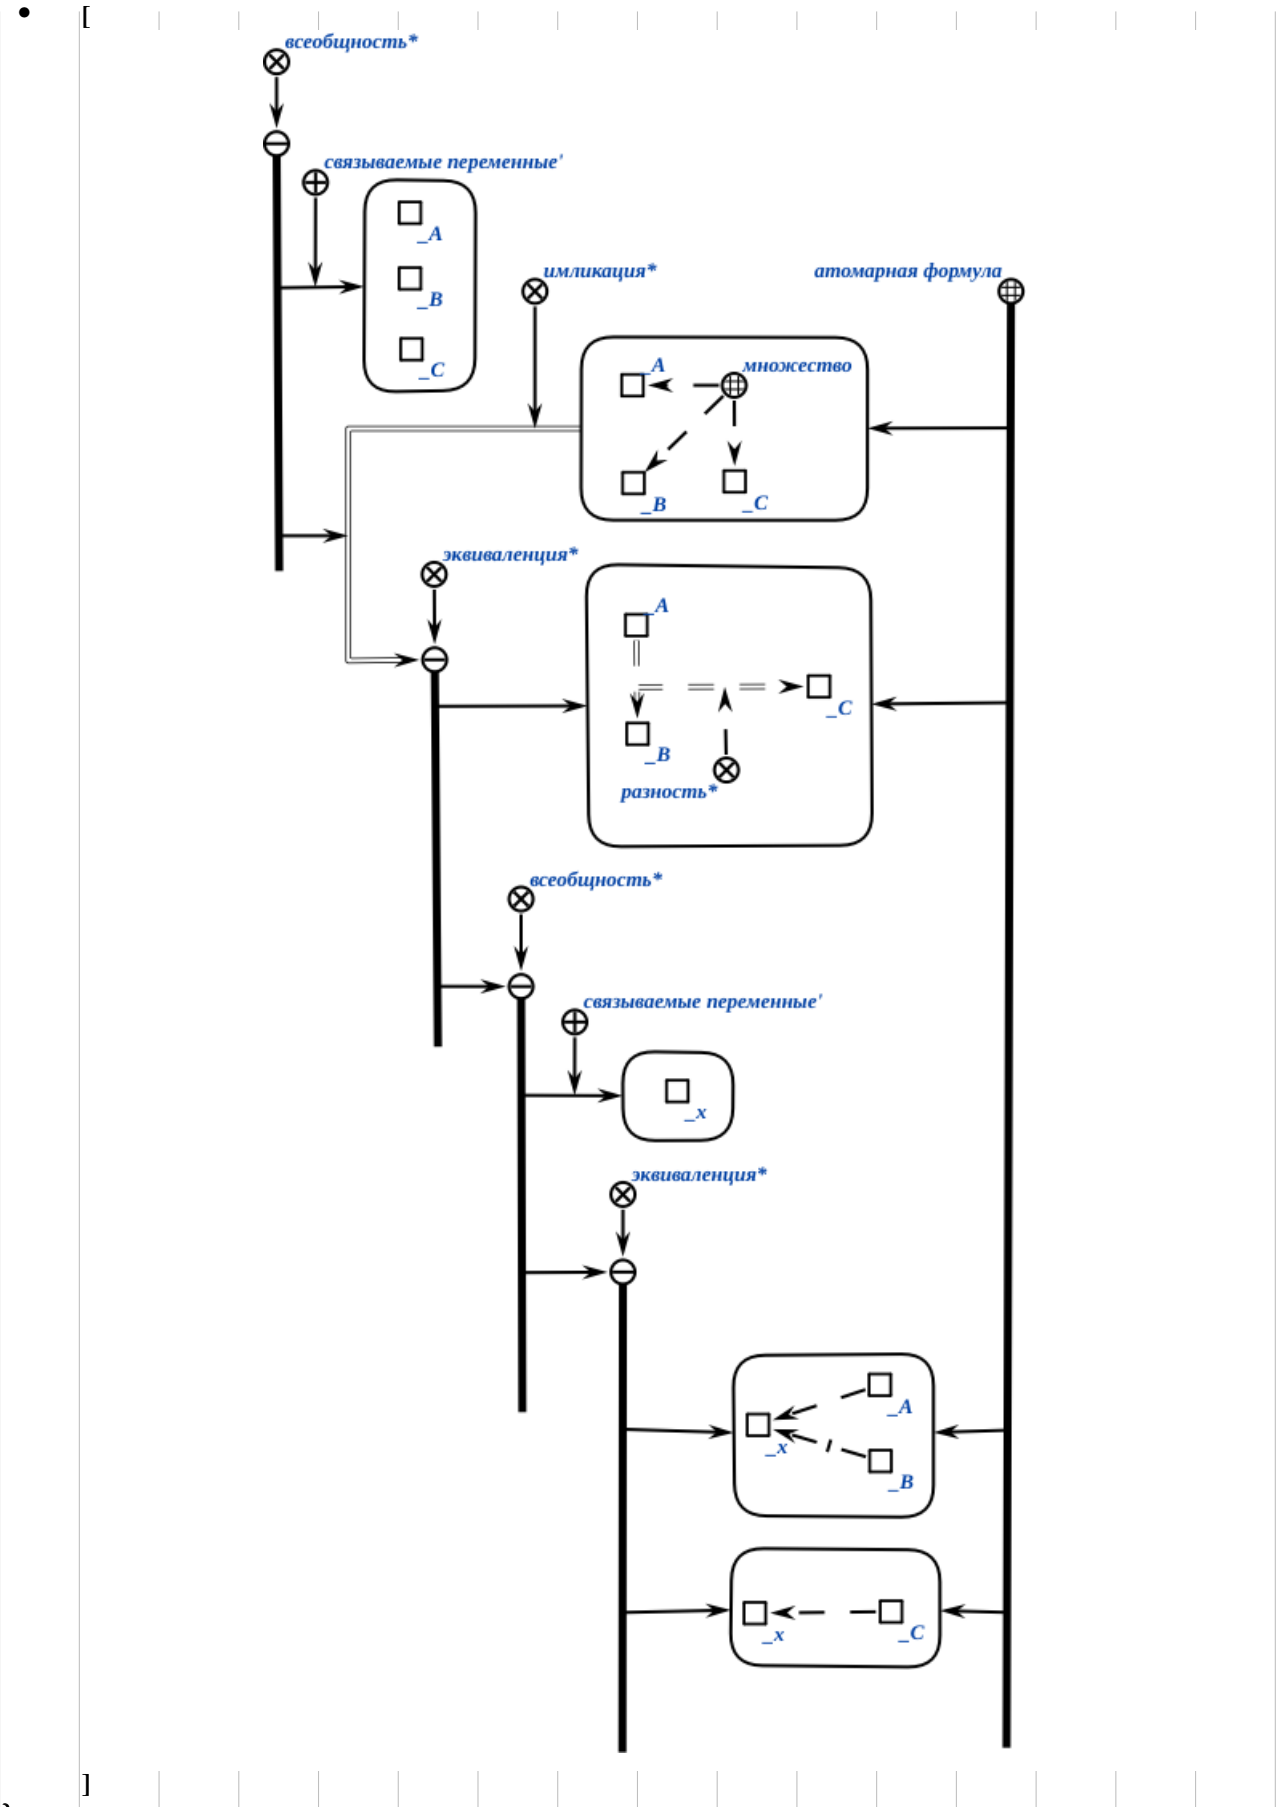 [
всеобщность*
связываемые переменные'
_A
_B
_C
имликация*
атомарная формула
_A
множество
_B
_C
эквиваленция*
_A
_C
_B
разность*
всеобщность*
связываемые переменные'
_x
эквиваленция*
_A
_x
_B
_x
_C
]